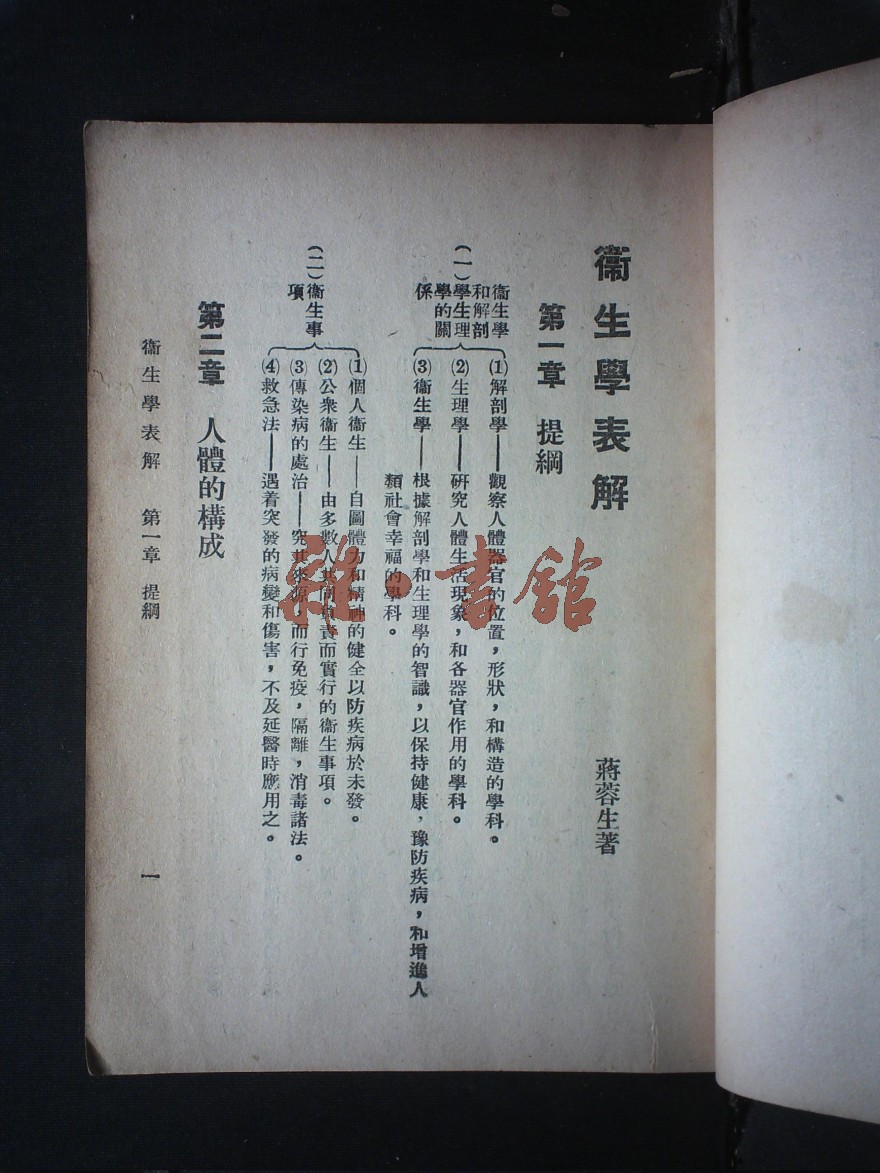 衞生學表解
蔣蓉生著
第一章 提綱
(一)衞生學和解剖學生理學的關係
(1)解剖學——觀察人體器官的位置，形狀，和構造的學科。
(2)生理學——研究人體生活現象，和各器官作用的學科。
(3)衞生學——根據解剖學和生理學的智識，以保持健康，豫防疾病，和增進人
類社會幸福的學科。
(二)衞生事項
(1)個人衞生——自圖體力和精神的健全以防疾病於未發。
(2)公衆衞生——由多數人共同負責而實行的衞生事項。
(3)傳染病的處治——究其來源，而行免疫，隔離，消毒諸法。
(4)救急法——遇着突發的病變和傷害，不及延醫時應用之。
第二章 人體的構成
衞生學表解 第一章 提綱
一
雜·書館